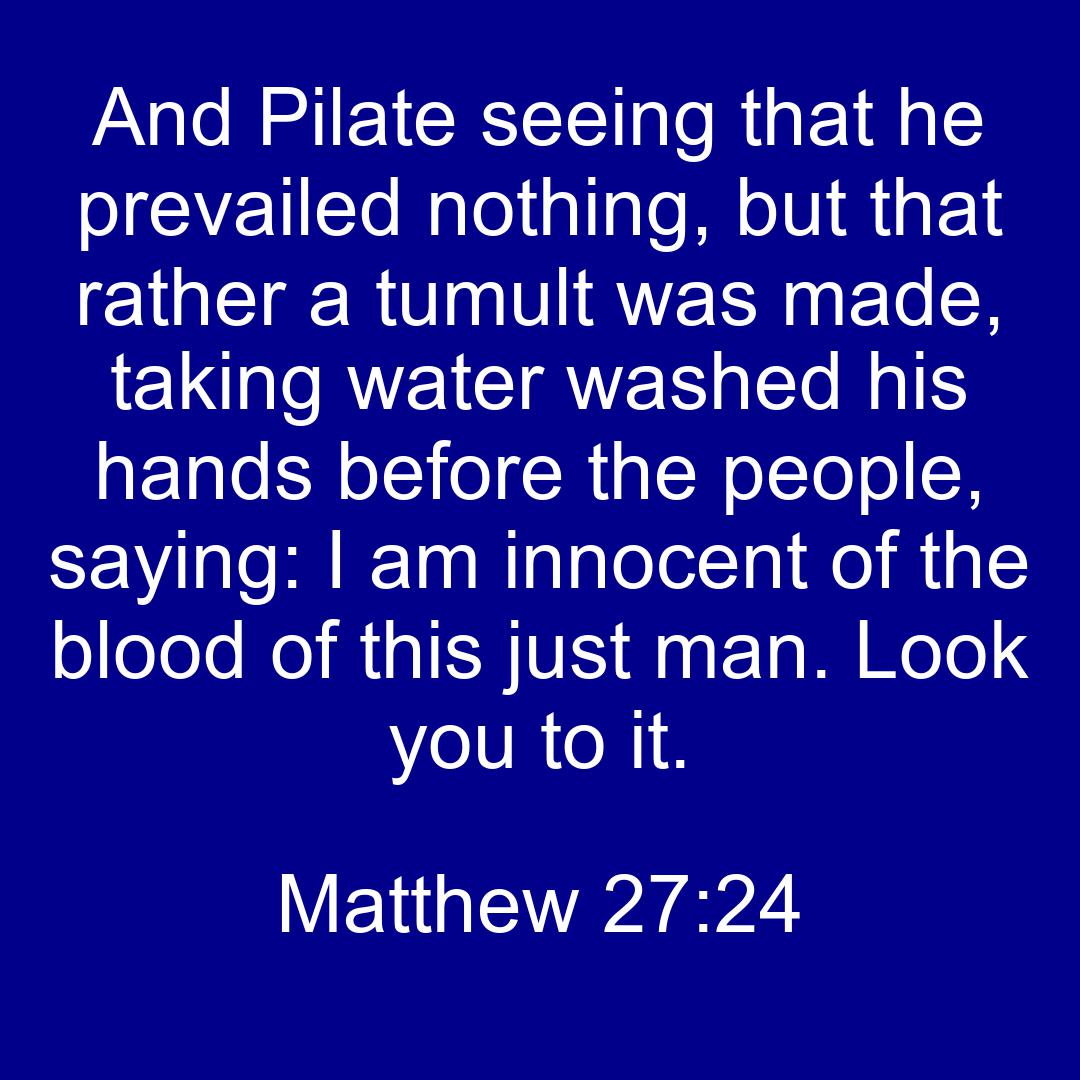 And Pilate seeing that he
prevailed nothing, but that
rather a tumult was made,
taking water washed his
hands before the people,
saying: I am innocent of the
blood of this just man. Look
you to it.
Matthew 27:24